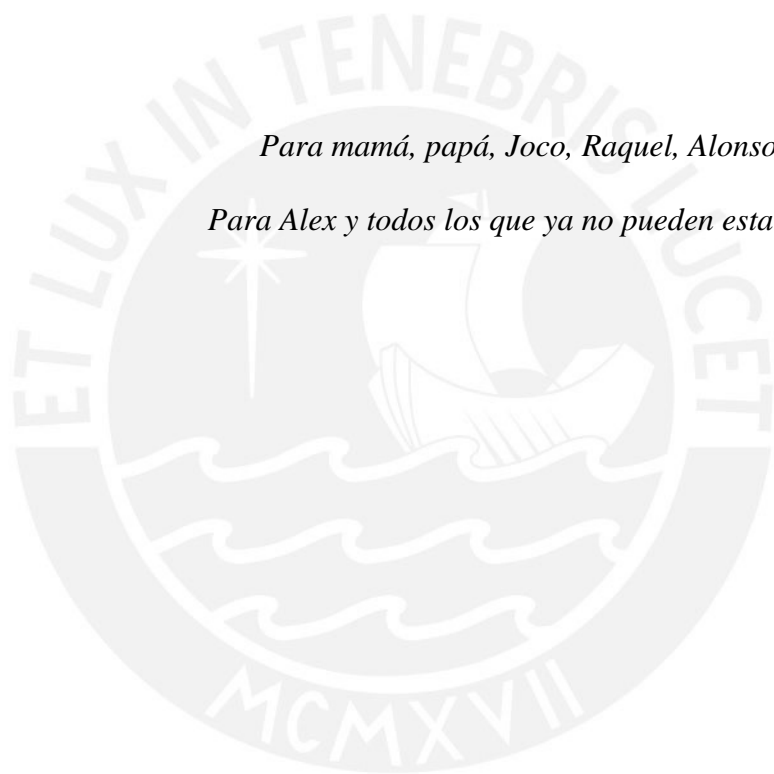 ET LUX IN TENEBRIS LUCET
Para mamá, papá, Joco, Raquel, Alonso
Para Alex y todos los que ya no pueden esta
MCMXVII